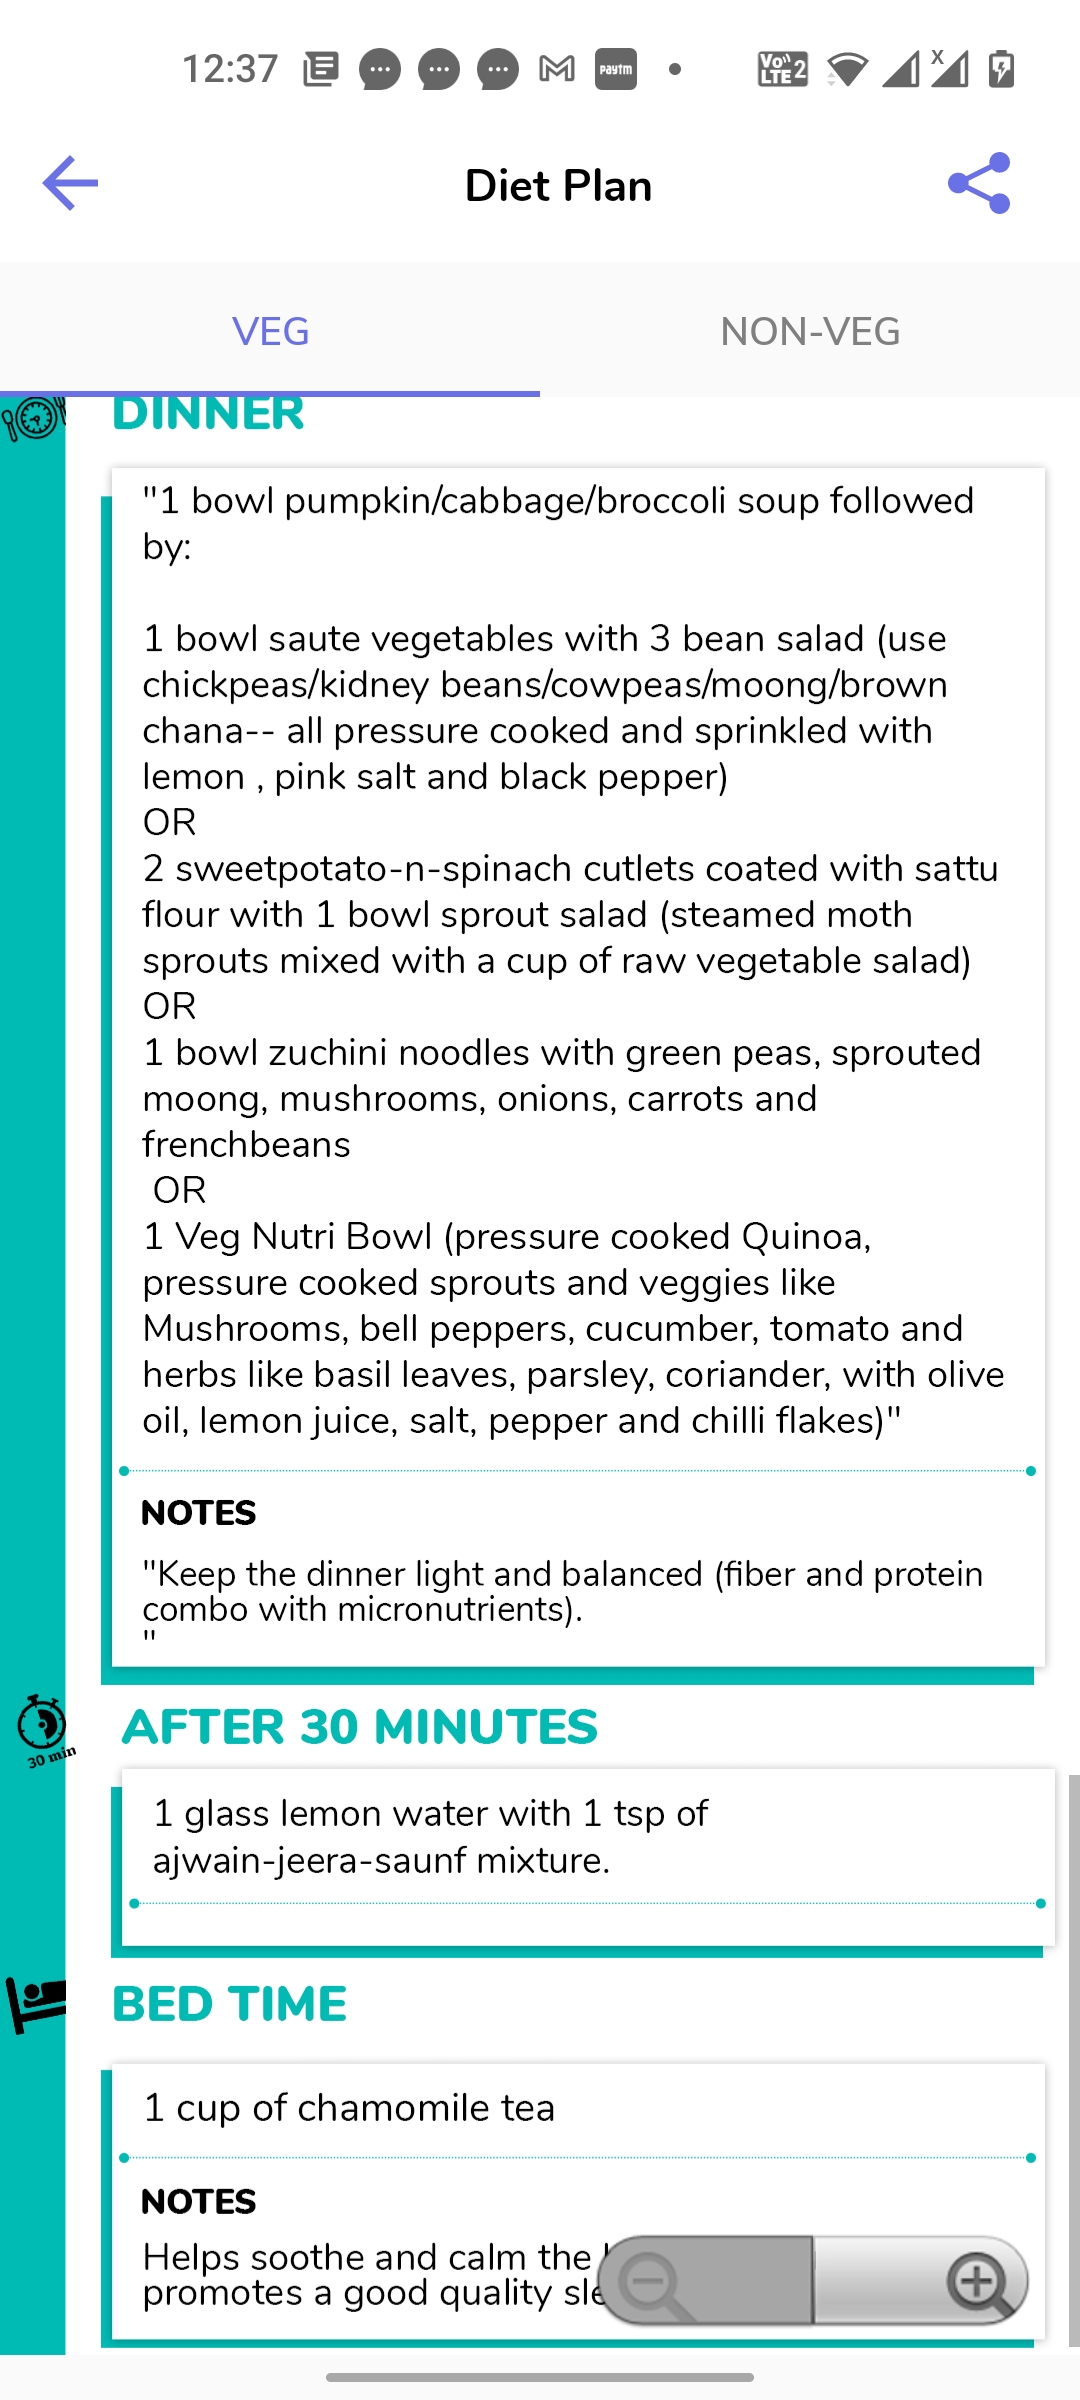 12:37
Paytm
Vo)) LTE 2
X
Diet Plan
VEG
NON-VEG
DINNER
"1 bowl pumpkin/cabbage/broccoli soup followed
by:
1 bowl saute vegetables with 3 bean salad (use
chickpeas/kidney beans/cowpeas/moong/brown
chana-- all pressure cooked and sprinkled with
lemon , pink salt and black pepper)
OR
2 sweetpotato-n-spinach cutlets coated with sattu
flour with 1 bowl sprout salad (steamed moth
sprouts mixed with a cup of raw vegetable salad)
OR
1 bowl zuchini noodles with green peas, sprouted
moong, mushrooms, onions, carrots and
frenchbeans
OR
1 Veg Nutri Bowl (pressure cooked Quinoa,
pressure cooked sprouts and veggies like
Mushrooms, bell peppers, cucumber, tomato and
herbs like basil leaves, parsley, coriander, with olive
oil, lemon juice, salt, pepper and chilli flakes)"
NOTES
"Keep the dinner light and balanced (fiber and protein
combo with micronutrients).
"
30 min
AFTER 30 MINUTES
1 glass lemon water with 1 tsp of
ajwain-jeera-saunf mixture.
BED TIME
1 cup of chamomile tea
NOTES
Helps soothe and calm the
promotes a good quality